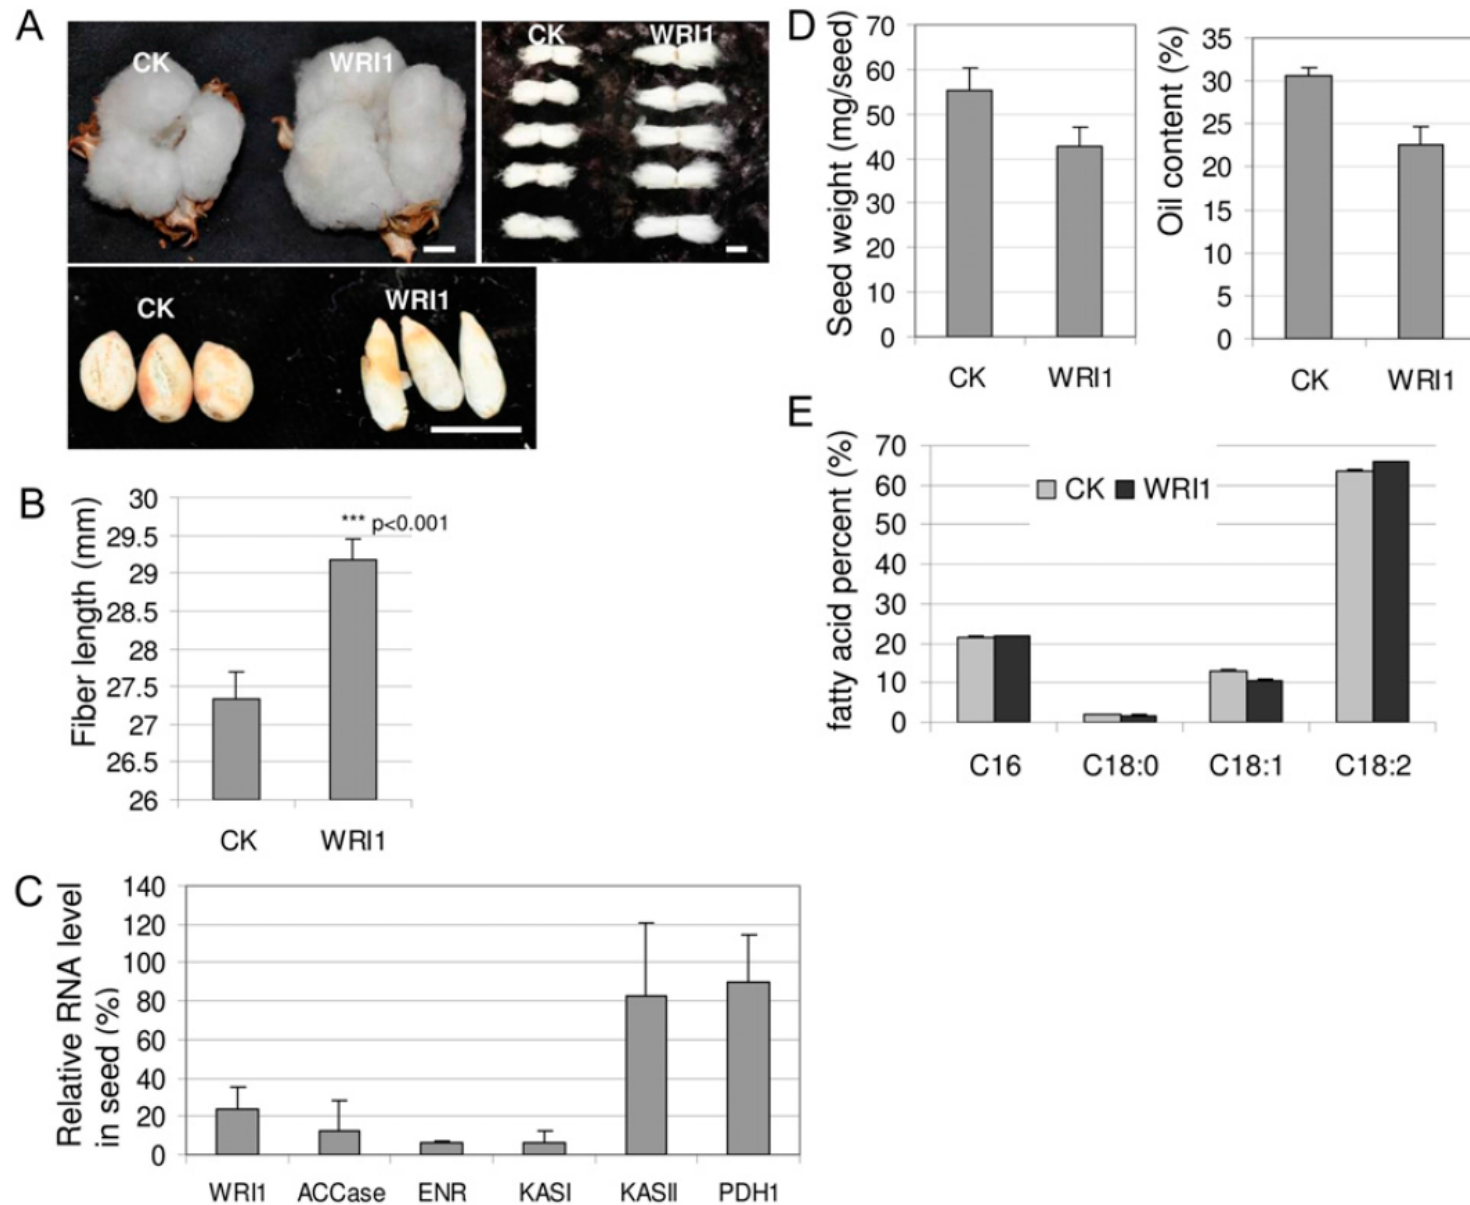 A
CK
WRI1
CK
WRI1
CK
WRI1
B
Fiber length (mm)
30
29.5
29
28.5
28
27.5
27
26.5
26
*** p<0.001
CK
WRI1
C
Relative RNA level
in seed (%)
140
120
100
80
60
40
20
0
WRI1
ACCase
ENR
KASI
KASII
PDH1
D
Seed weight (mg/seed)
70
60
50
40
30
20
10
0
CK
WRI1
Oil content (%)
35
30
25
20
15
10
5
0
CK
WRI1
E
fatty acid percent (%)
70
60
50
40
30
20
10
0
CK
WRI1
C16
C18:0
C18:1
C18:2